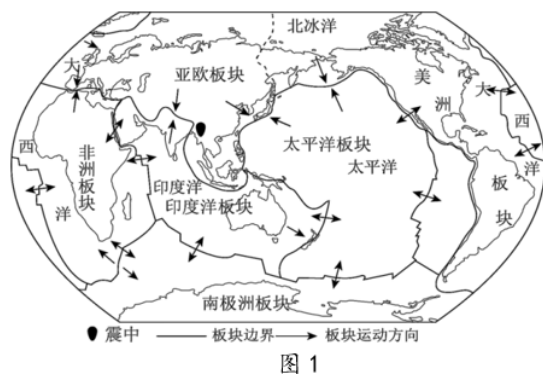 北冰洋
大
西
洋
亚欧板块
美
洲
板
块
大
西
洋
非洲板块
太平洋板块
太平洋
印度洋
印度洋板块
南极洲板块
震中 板块边界 板块运动方向
图 1